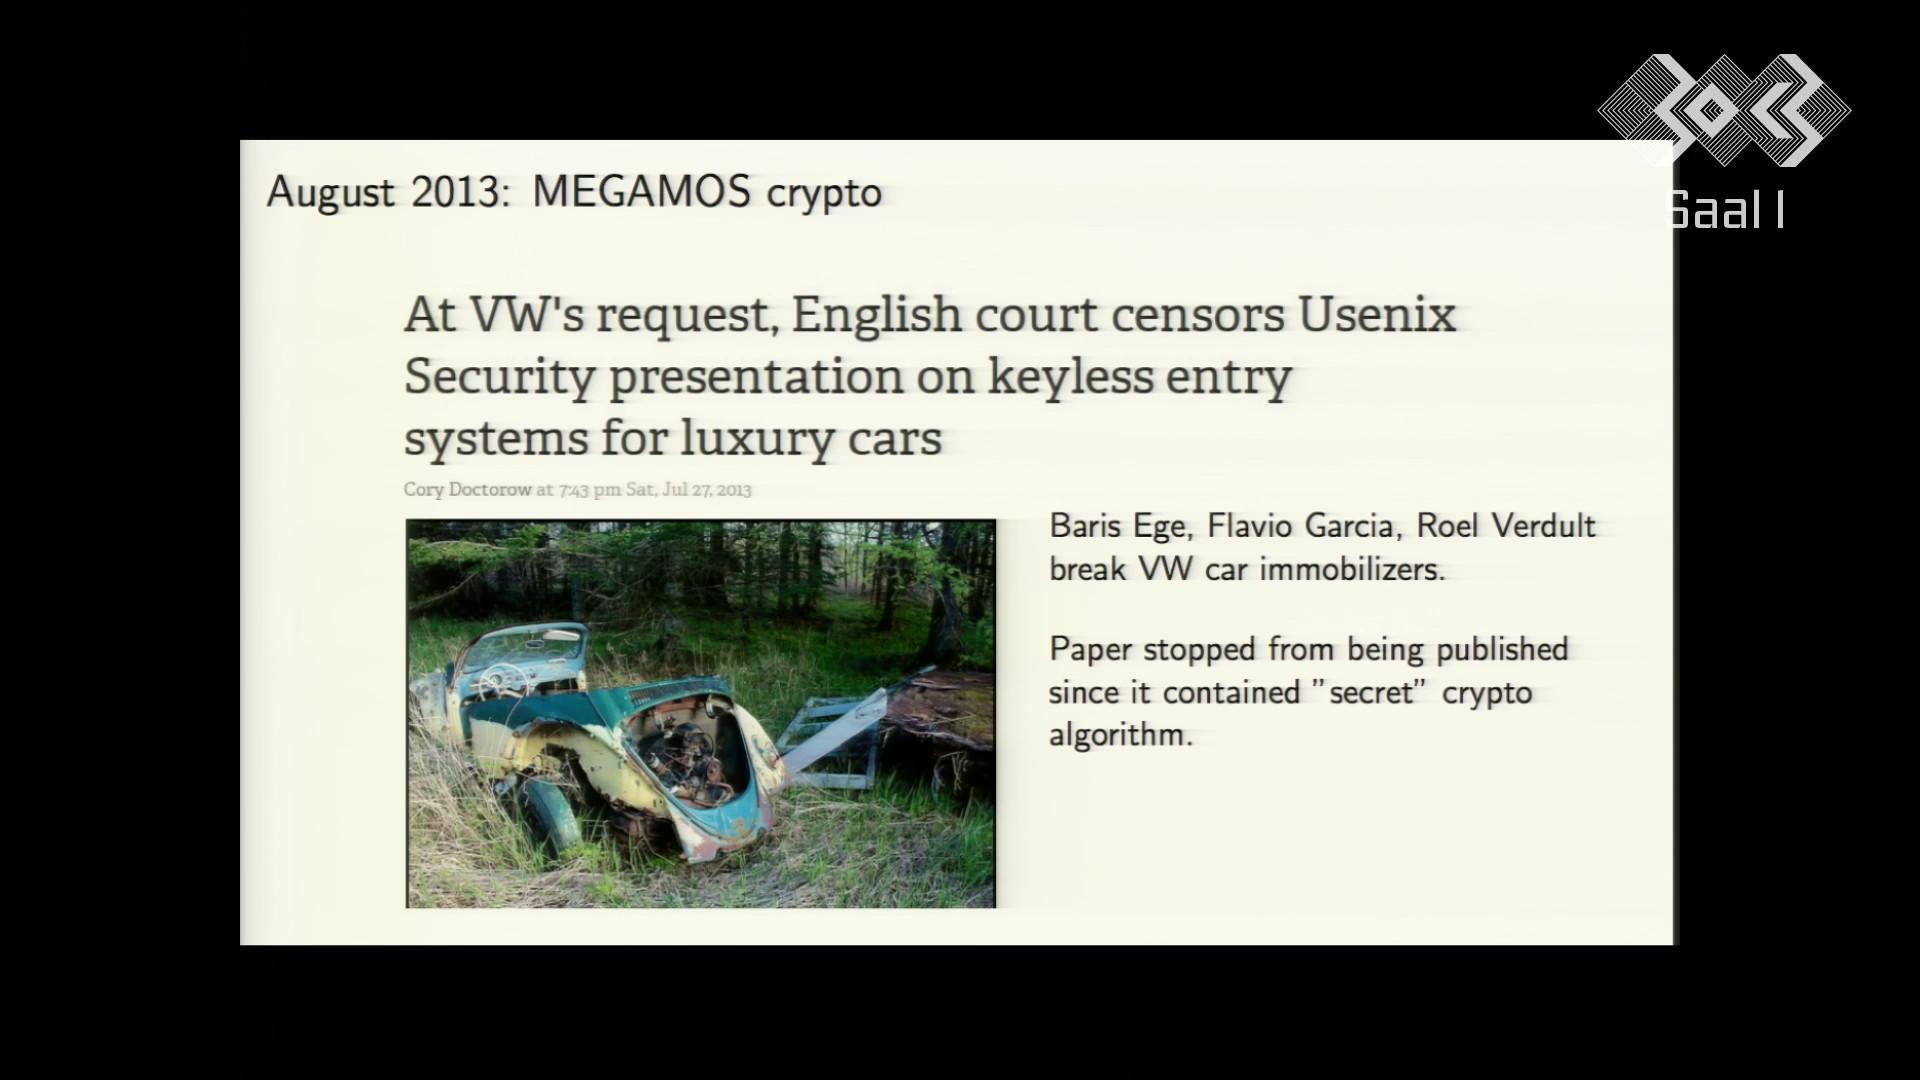 August 2013: MEGAMOS crypto
Saal 1
At VW's request, English court censors Usenix
Security presentation on keyless entry
systems for luxury cars
Cory Doctorow at 7:43 pm Sat, Jul 27, 2013
Baris Ege, Flavio Garcia, Roel Verdult
break VW car immobilizers.
Paper stopped from being published
since it contained "secret" crypto
algorithm.